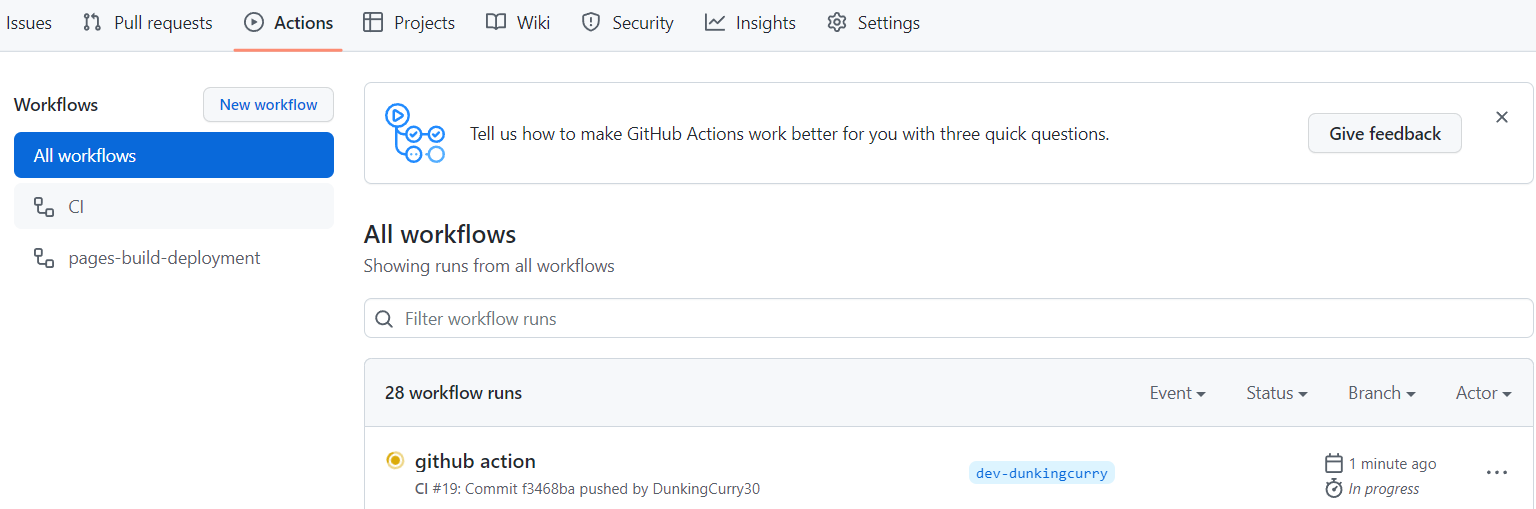 Issues Pull requests Actions Projects Wiki Security Insights Settings
Workflows New workflow
All workflows
CI
pages-build-deployment
Tell us how to make GitHub Actions work better for you with three quick questions. Give feedback
All workflows
Showing runs from all workflows
Filter workflow runs
28 workflow runs Event Status Branch Actor
github action
CI #19: Commit f3468ba pushed by DunkingCurry30
dev-dunkingcurry
1 minute ago
In progress